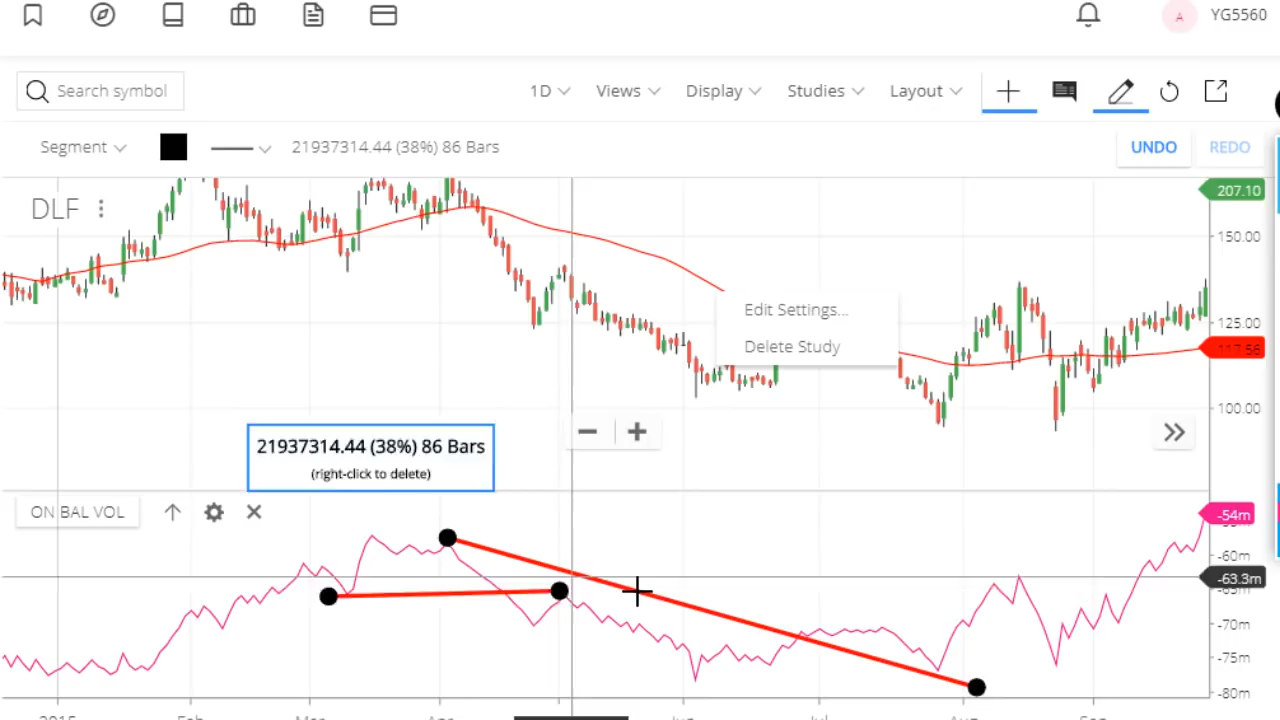 A YG5560
Search symbol 1D Views Display Studies Layout
Segment 21937314.44 (38%) 86 Bars UNDO REDO
DLF
207.10
150.00
Edit Settings...
125.00
Delete Study
117.56
100.00
21937314.44 (38%) 86 Bars
(right-click to delete)
ON BAL VOL
-54m
-60m
-63.3m
-70m
-75m
-80m
2015 Feb Mar Apr Jun Jul Aug Sep